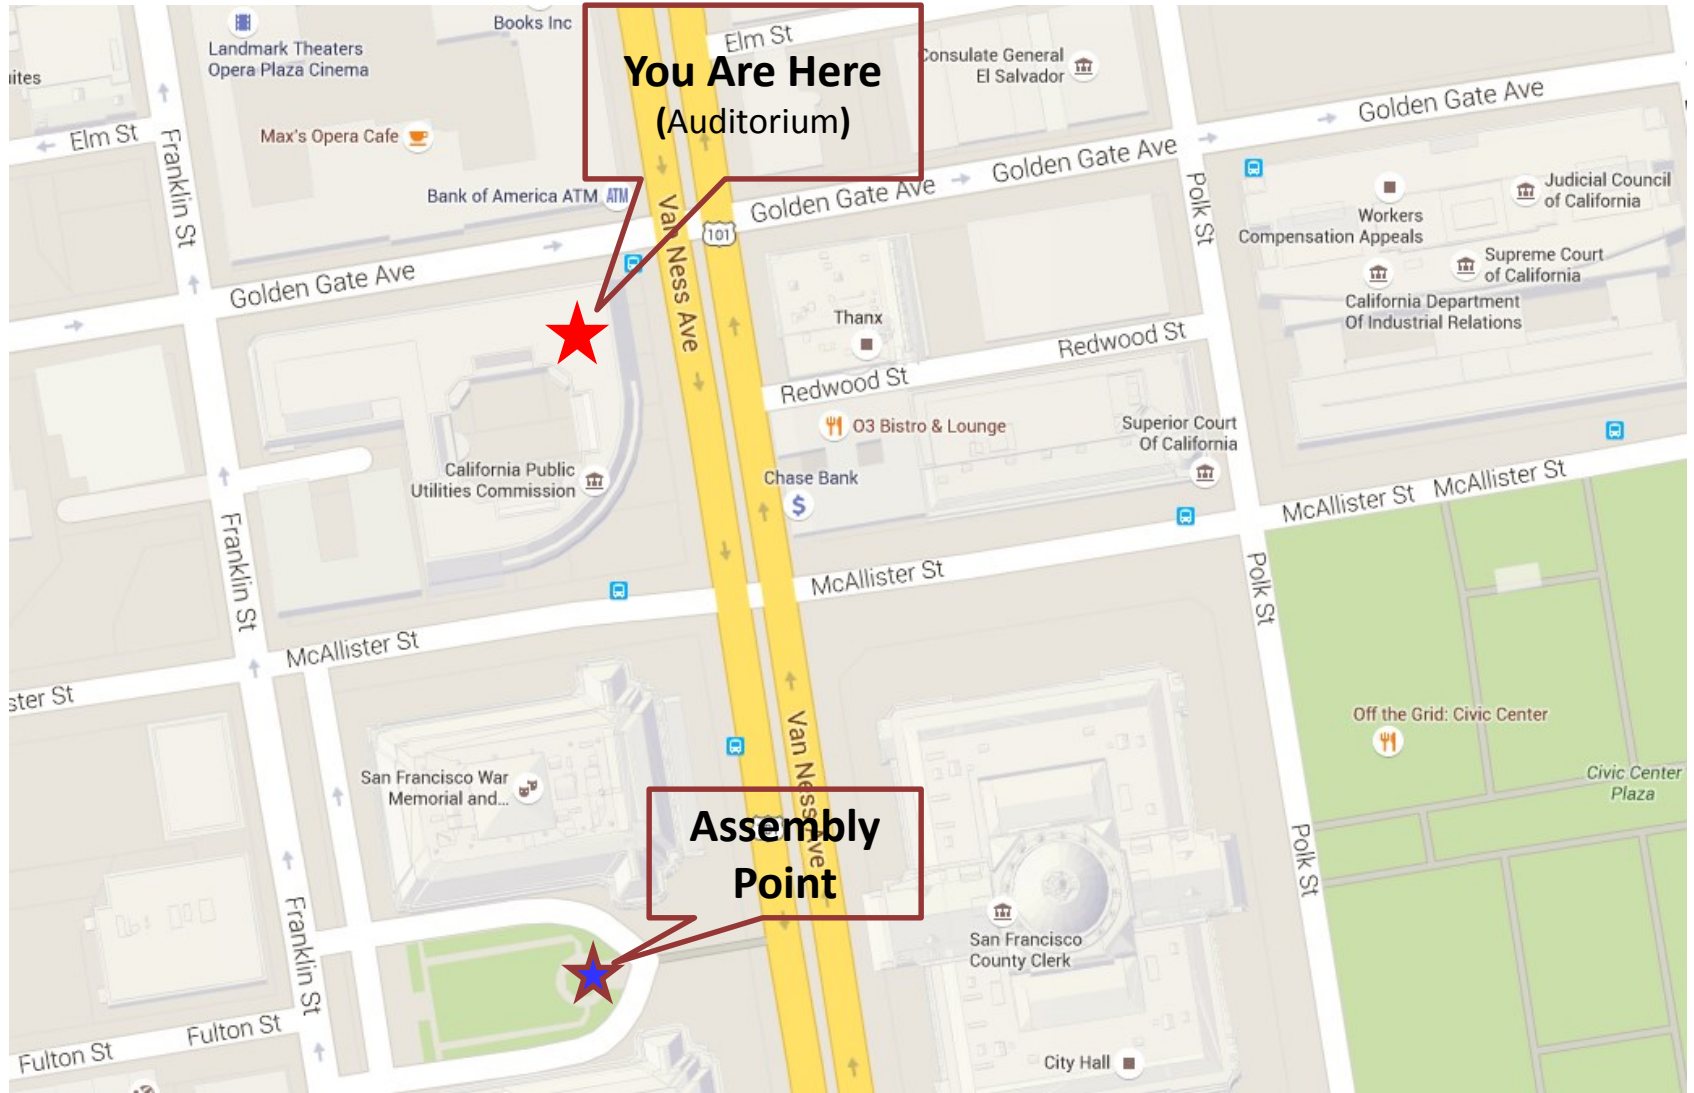 Books Inc
Landmark Theaters
Opera Plaza Cinema
Elm St
You Are Here
(Auditorium)
Consulate General
El Salvador
Golden Gate Ave
Max's Opera Cafe
Elm St
Franklin St
Bank of America ATM
ATM
Van Ness Ave
101
Golden Gate Ave
Golden Gate Ave
Polk St
Workers
Compensation Appeals
Judicial Council
of California
Supreme Court
of California
California Department
Of Industrial Relations
Golden Gate Ave
Thanx
Redwood St
Redwood St
O3 Bistro & Lounge
Superior Court
Of California
California Public
Utilities Commission
Chase Bank
$
McAllister St
McAllister St
Franklin St
McAllister St
Polk St
McAllister St
ster St
Off the Grid: Civic Center
Civic Center
Plaza
San Francisco War
Memorial and...
Van Ness Ave
Assembly
Point
Polk St
Franklin St
San Francisco
County Clerk
Fulton St
Fulton St
City Hall